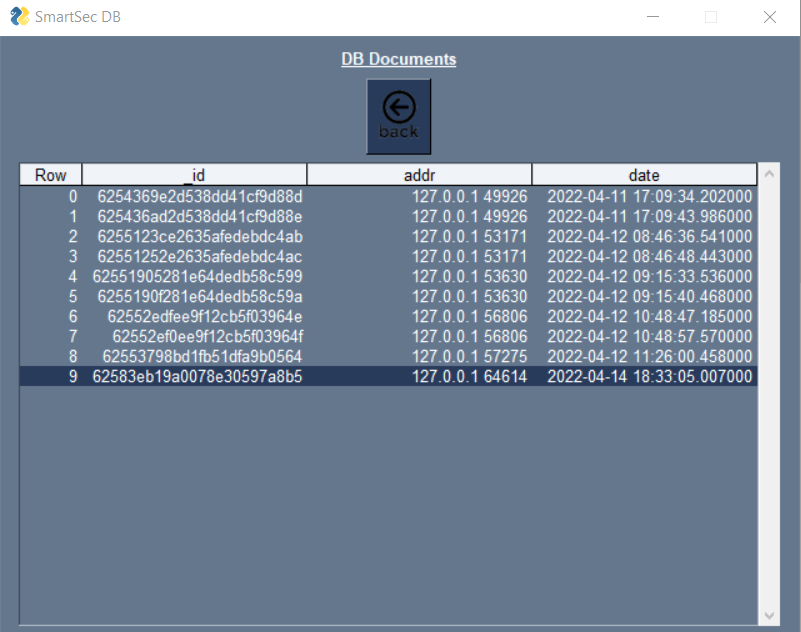 SmartSec DB
DB Documents
back
Row _id addr date
0 6254369e2d538dd41cf9d88d 127.0.0.1 49926 2022-04-11 17:09:34.202000
1 625436ad2d538dd41cf9d88e 127.0.0.1 49926 2022-04-11 17:09:43.986000
2 6255123ce2635afedebdc4ab 127.0.0.1 53171 2022-04-12 08:46:36.541000
3 62551252e2635afedebdc4ac 127.0.0.1 53171 2022-04-12 08:46:48.443000
4 62551905281e64dedb58c599 127.0.0.1 53630 2022-04-12 09:15:33.536000
5 6255190f281e64dedb58c59a 127.0.0.1 53630 2022-04-12 09:15:40.468000
6 62552edfee9f12cb5f03964e 127.0.0.1 56806 2022-04-12 10:48:47.185000
7 62552ef0ee9f12cb5f03964f 127.0.0.1 56806 2022-04-12 10:48:57.570000
8 62553798bd1fb51dfa9b0564 127.0.0.1 57275 2022-04-12 11:26:00.458000
9 62583eb19a0078e30597a8b5 127.0.0.1 64614 2022-04-14 18:33:05.007000